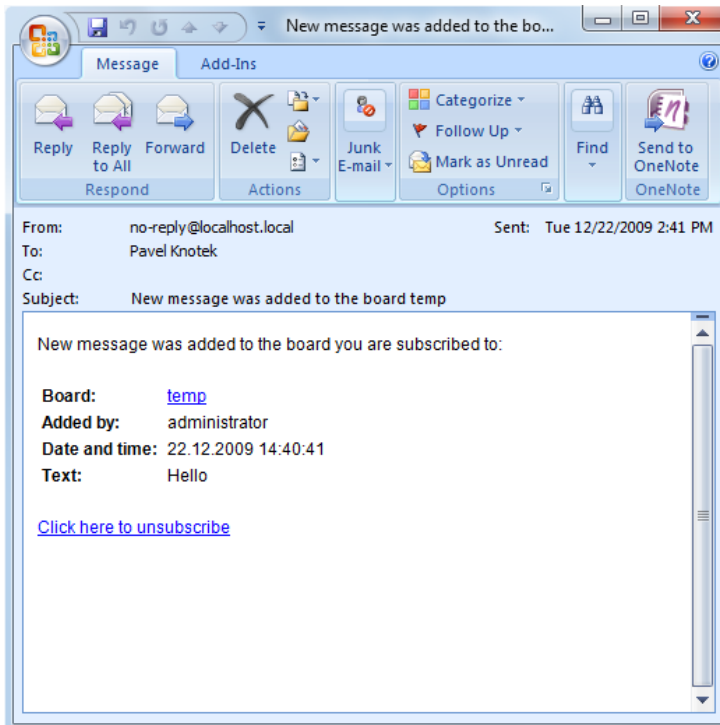 New message was added to the bo...
Message Add-Ins
Reply Reply to All Forward
Respond
Delete
Actions
Junk E-mail
Categorize
Follow Up
Mark as Unread
Options
Find
Send to OneNote
OneNote
From: no-reply@localhost.local Sent: Tue 12/22/2009 2:41 PM
To: Pavel Knotek
Cc:
Subject: New message was added to the board temp
New message was added to the board you are subscribed to:
Board: temp
Added by: administrator
Date and time: 22.12.2009 14:40:41
Text: Hello
Click here to unsubscribe